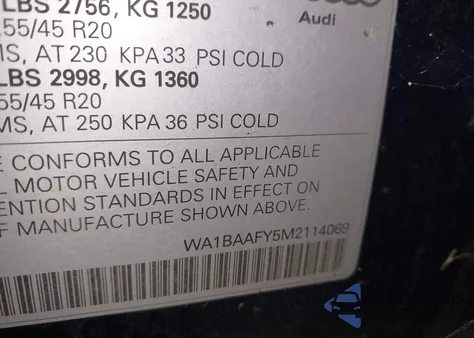 LBS 2756, KG 1250
Audi
55/45 R20
MS, AT 230 KPA 33 PSI COLD
LBS 2998, KG 1360
55/45 R20
MS, AT 250 KPA 36 PSI COLD
E CONFORMS TO ALL APPLICABLE
L MOTOR VEHICLE SAFETY AND
ENTION STANDARDS IN EFFECT ON
F MANUFACTURE SHOWN ABOVE.
WA1BAAFY5M2114069